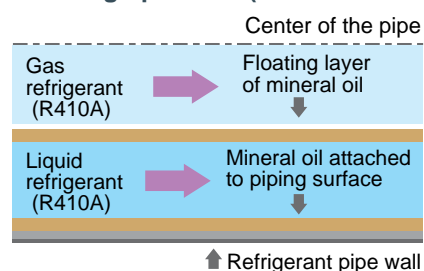 Center of the pipe
Gas
refrigerant
(R410A)
Floating layer
of mineral oil
Liquid
refrigerant
(R410A)
Mineral oil attached
to piping surface
Refrigerant pipe wall